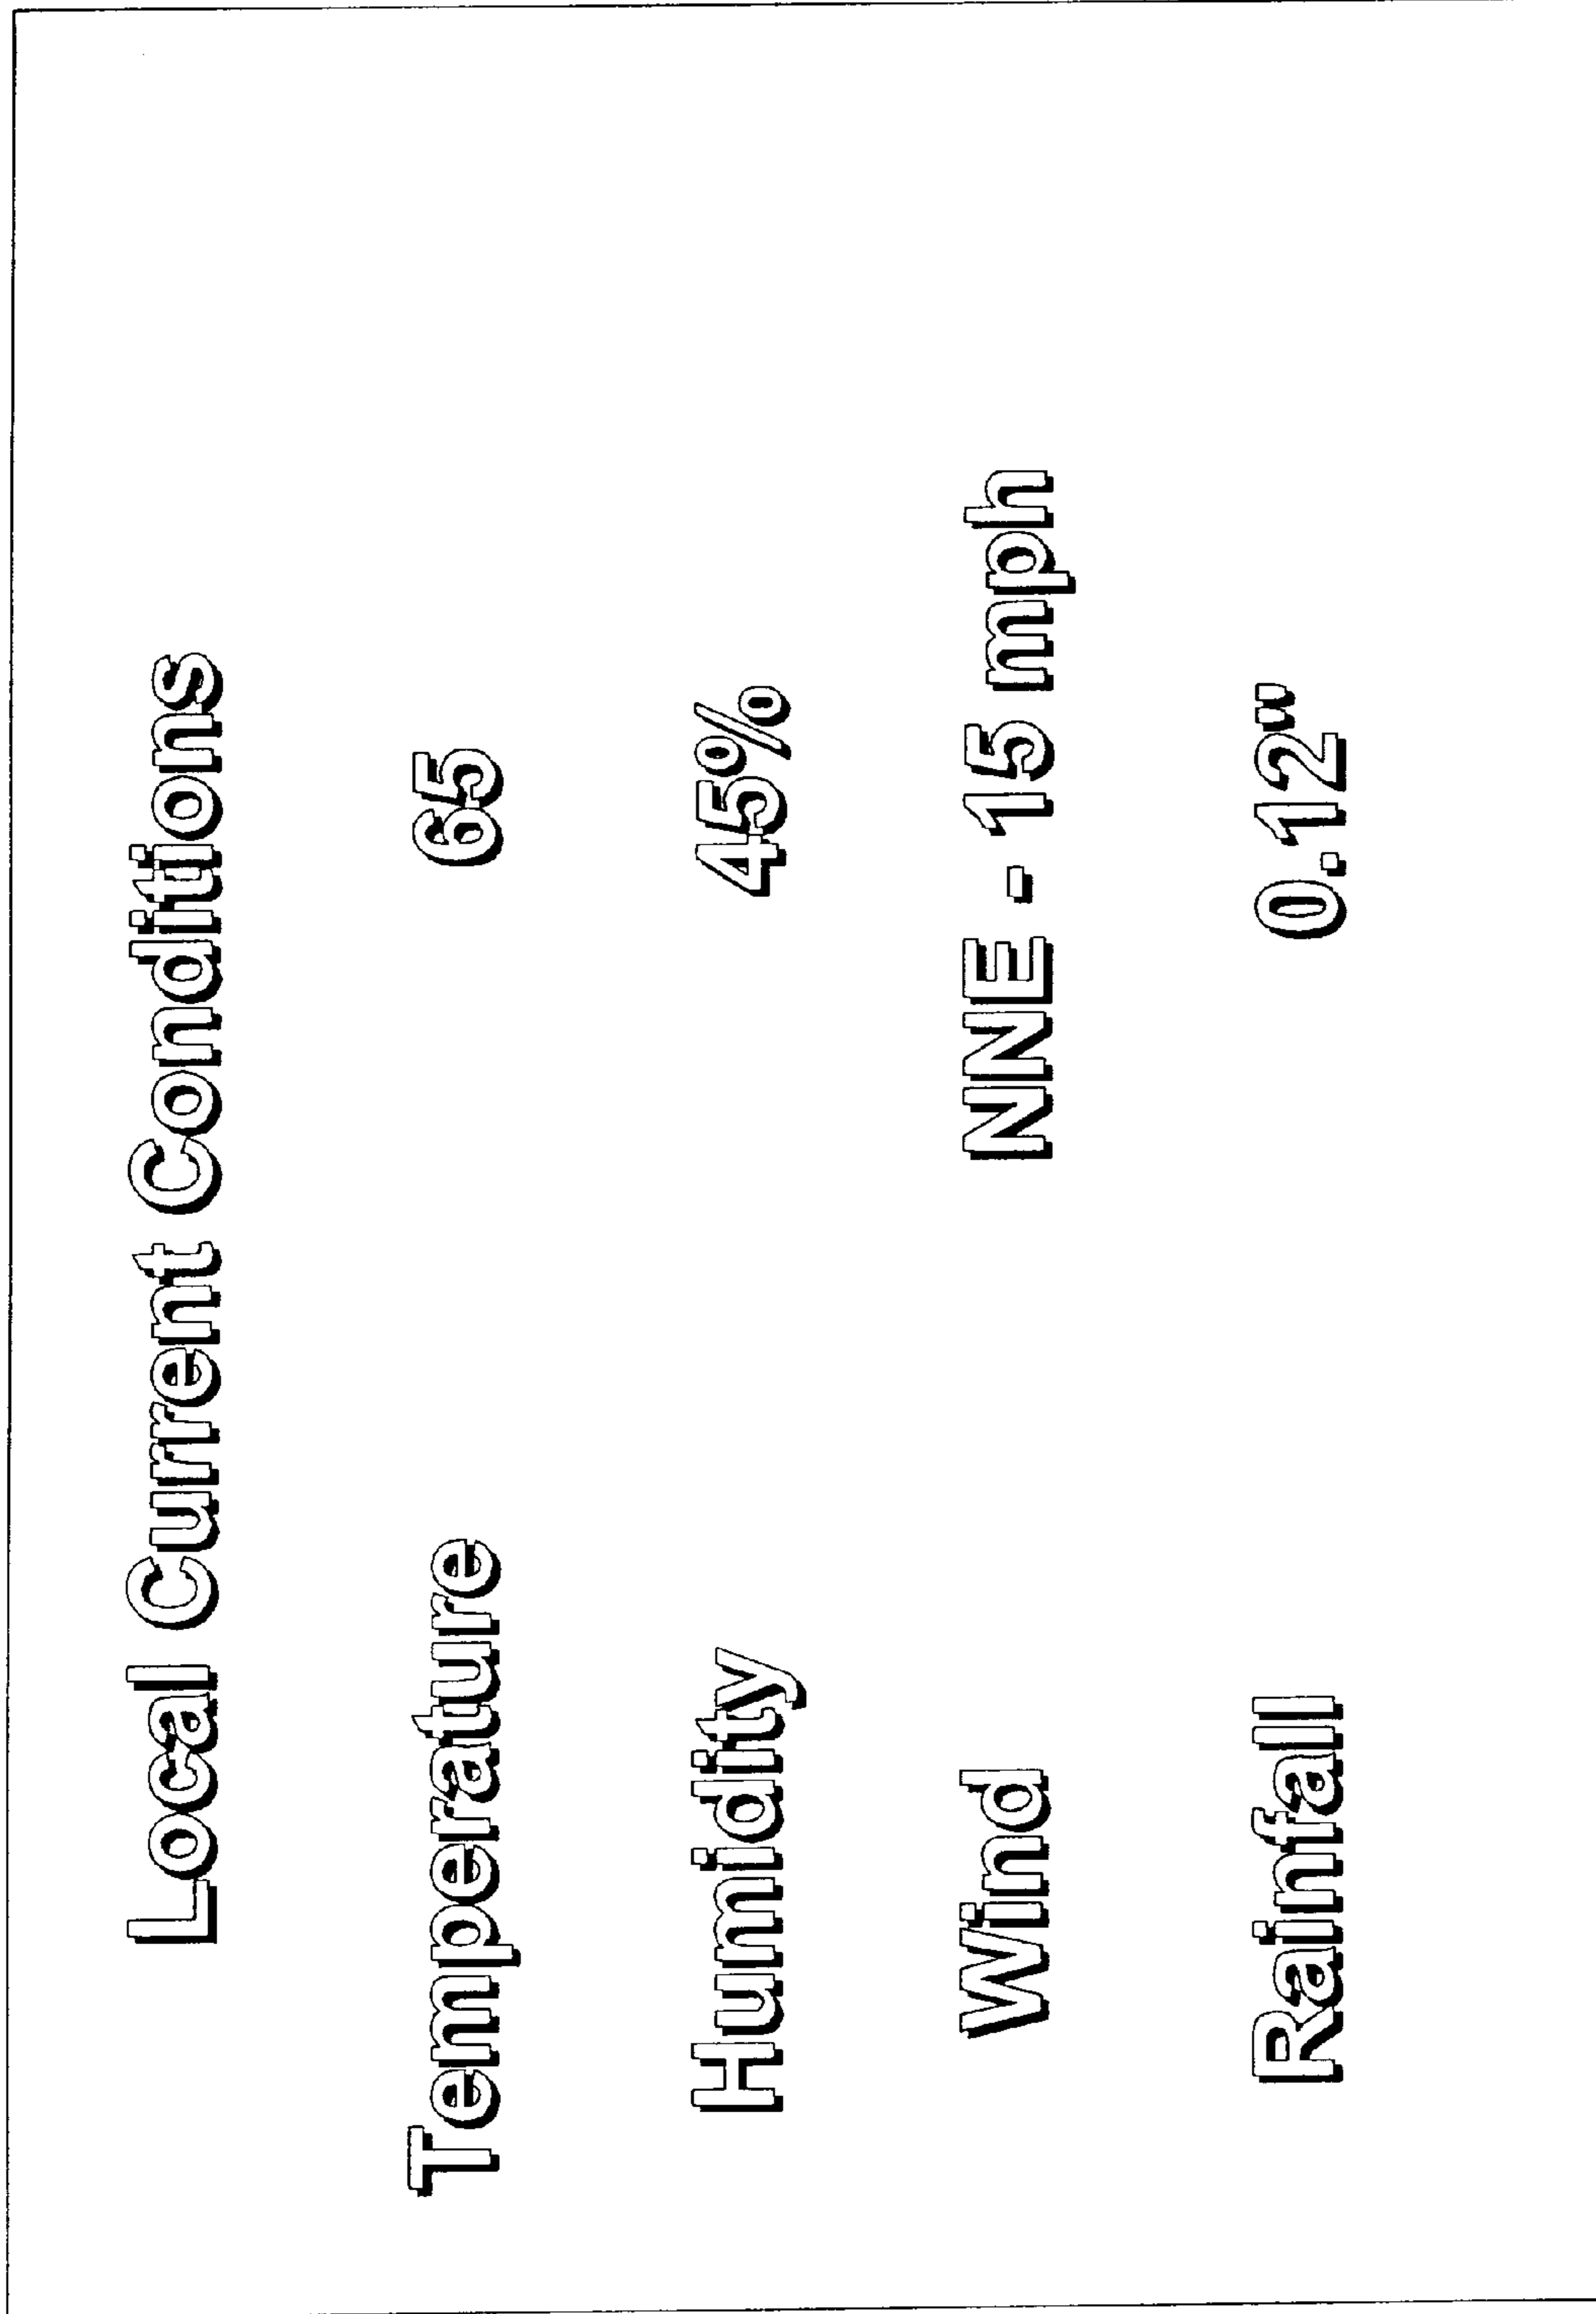 Local Current Conditions
Temperature 65
Humidity 45%
Wind NNE - 15 mph
Rainfall 0.12"